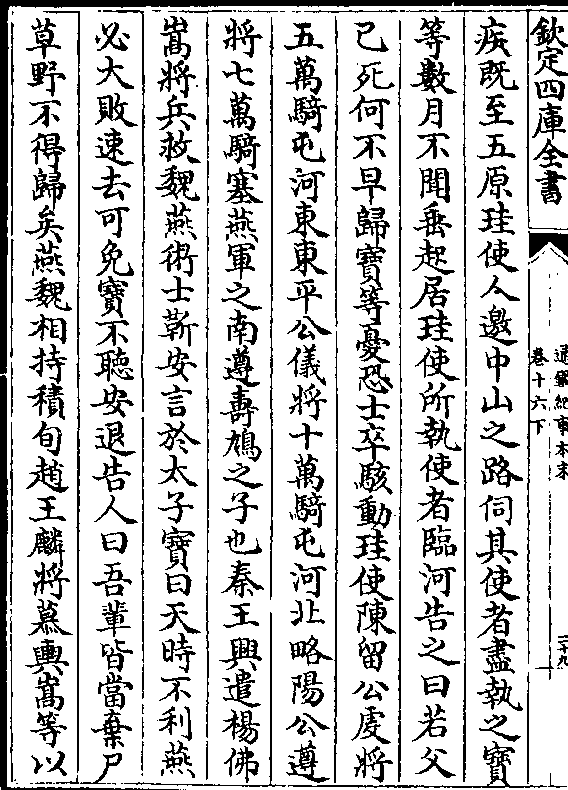 欽定四庫全書
通鑑紀事本末
卷十六下
疾既至五原珪使人邀中山之路伺其使者盡執之寶
等數月不聞垂起居珪使所執使者臨河告之曰若父
已死何不早歸寶等憂恐士卒駭動珪使陳留公虔將
五萬騎屯河東東平公儀將十萬騎屯河北略陽公遵
將七萬騎塞燕軍之南遵壽鳩之子也秦王興遣楊佛
嵩將兵救魏燕術士靳安言於太子寶曰天時不利燕
必大敗速去可免寶不聽安退告人曰吾輩皆當棄尸
草野不得歸矣燕魏相持積旬趙王麟將慕輿嵩等以